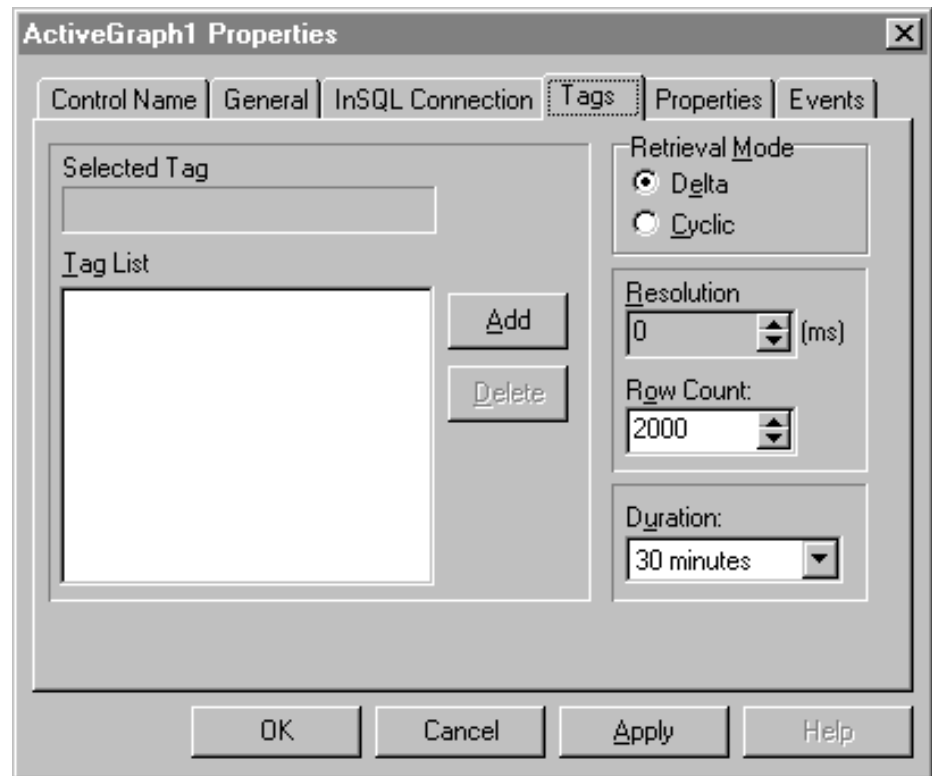 ActiveGraph1 Properties
Control Name General InSQL Connection Tags Properties Events
Selected Tag
Tag List
Add
Delete
Retrieval Mode
Delta
Cyclic
Resolution
0 (ms)
Row Count:
2000
Duration:
30 minutes
OK Cancel Apply Help